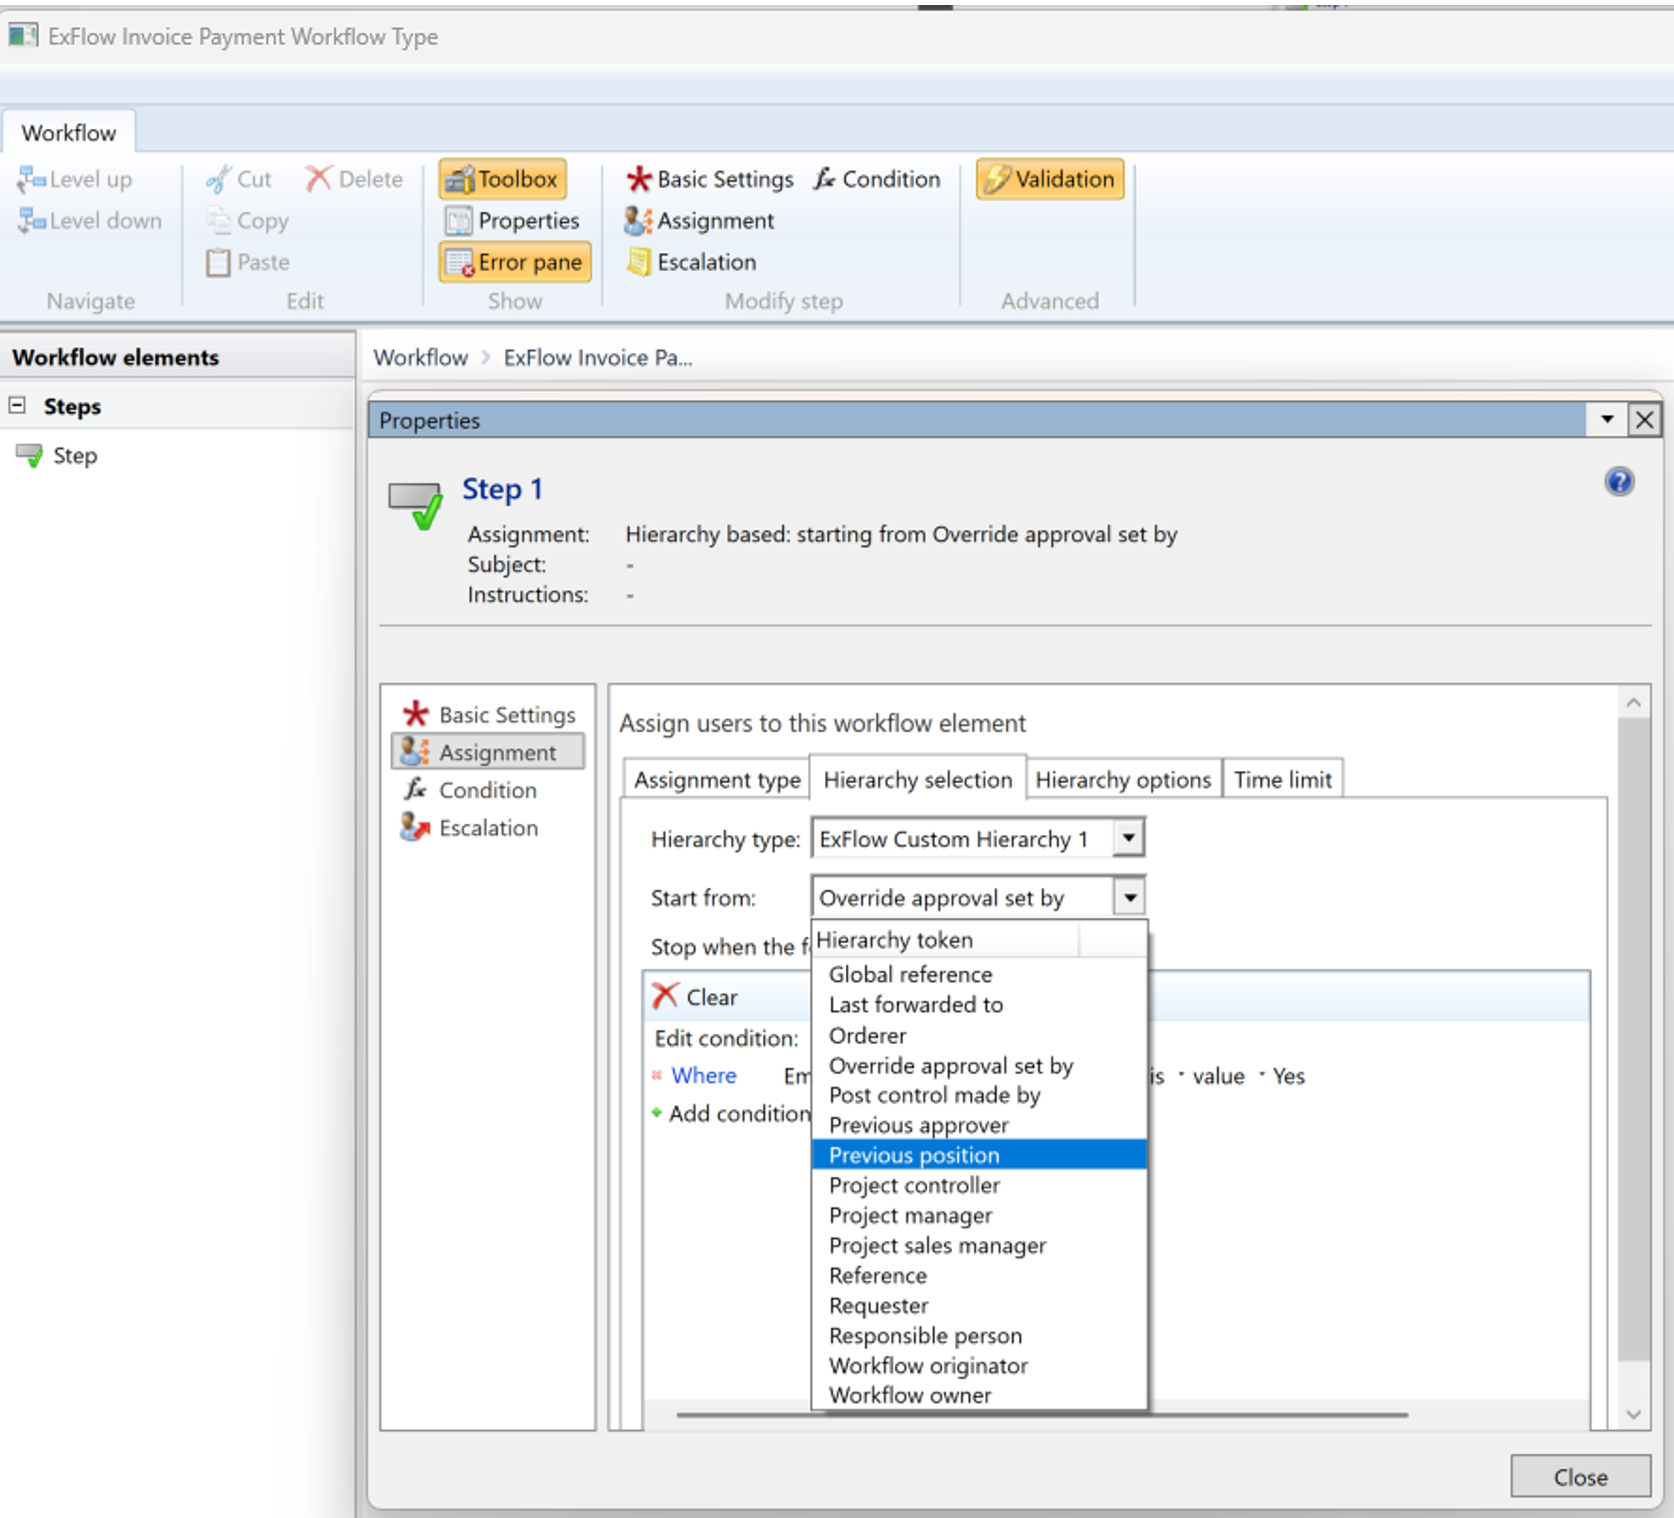 ExFlow Invoice Payment Workflow Type
Workflow
Level up
Level down
Navigate
Cut
Delete
Copy
Paste
Edit
Toolbox
Properties
Error pane
Show
Basic Settings
Condition
Assignment
Escalation
Modify step
Validation
Advanced
Workflow elements
Steps
Step
Workflow > ExFlow Invoice Pa...
Properties
Step 1
Assignment: Hierarchy based: starting from Override approval set by
Subject: -
Instructions: -
Basic Settings
Assignment
Condition
Escalation
Assign users to this workflow element
Assignment type
Hierarchy selection
Hierarchy options
Time limit
Hierarchy type: ExFlow Custom Hierarchy 1
Start from: Override approval set by
Stop when the f
Clear
Edit condition:
Where Em is value Yes
Add condition
Hierarchy token
Global reference
Last forwarded to
Orderer
Override approval set by
Post control made by
Previous approver
Previous position
Project controller
Project manager
Project sales manager
Reference
Requester
Responsible person
Workflow originator
Workflow owner
Close